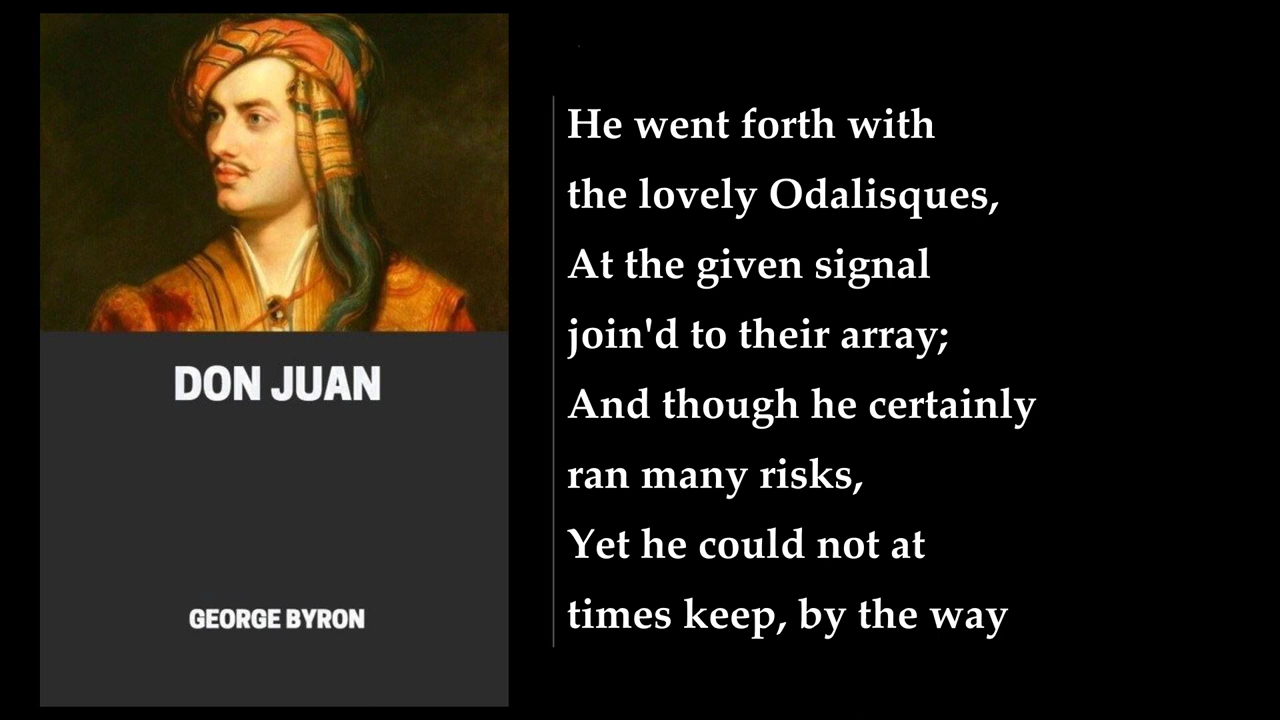 DON JUAN
GEORGE BYRON
He went forth with
the lovely Odalisques,
At the given signal
join'd to their array;
And though he certainly
ran many risks,
Yet he could not at
times keep, by the way